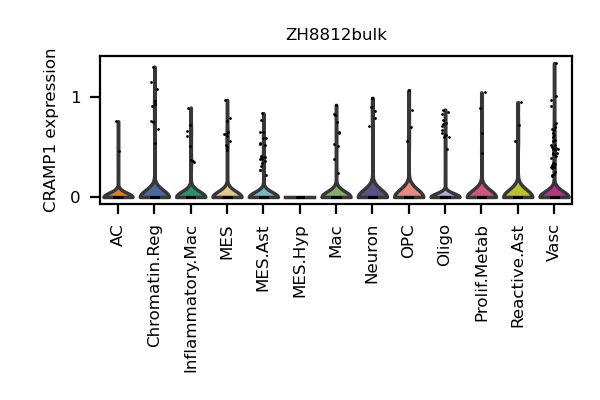 ZH8812bulk
CRAMP1 expression
1
0
AC
Chromatin.Reg
Inflammatory.Mac
MES
MES.Ast
MES.Hyp
Mac
Neuron
OPC
Oligo
Prolif.Metab
Reactive.Ast
Vasc